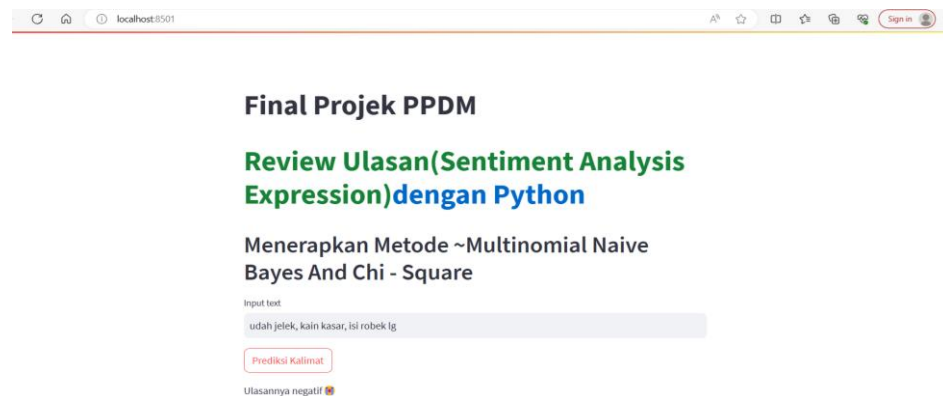 localhost:8501
Sign in
Final Projek PPDM
Review Ulasan(Sentiment Analysis
Expression)dengan Python
Menerapkan Metode ~Multinomial Naive
Bayes And Chi - Square
Input text
udah jelek, kain kasar, isi robek lg
Prediksi Kalimat
Ulasannya negatif